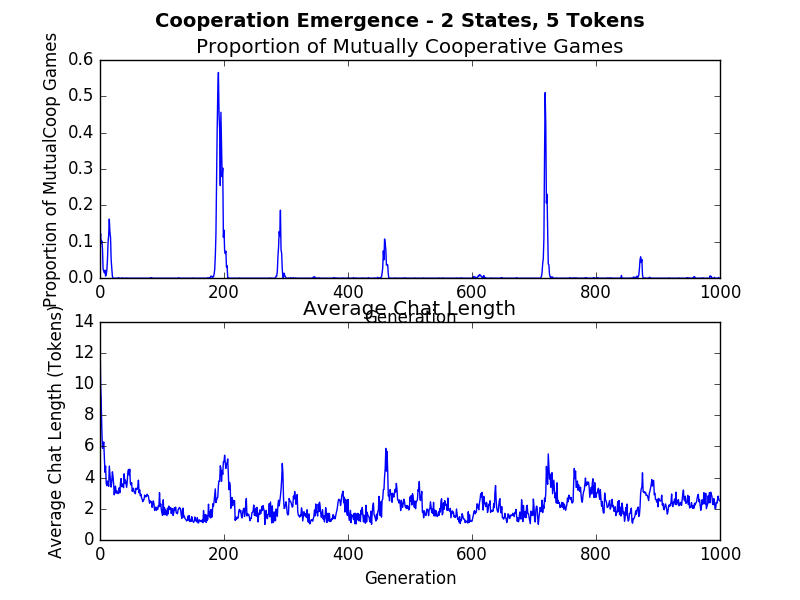 Cooperation Emergence - 2 States, 5 Tokens
Proportion of Mutually Cooperative Games
Proportion of MutualCoop Games
0.6
0.5
0.4
0.3
0.2
0.1
0.0
0 200 400 600 800 1000
Generation
Average Chat Length
Average Chat Length (Tokens)
14
12
10
8
6
4
2
0
0 200 400 600 800 1000
Generation